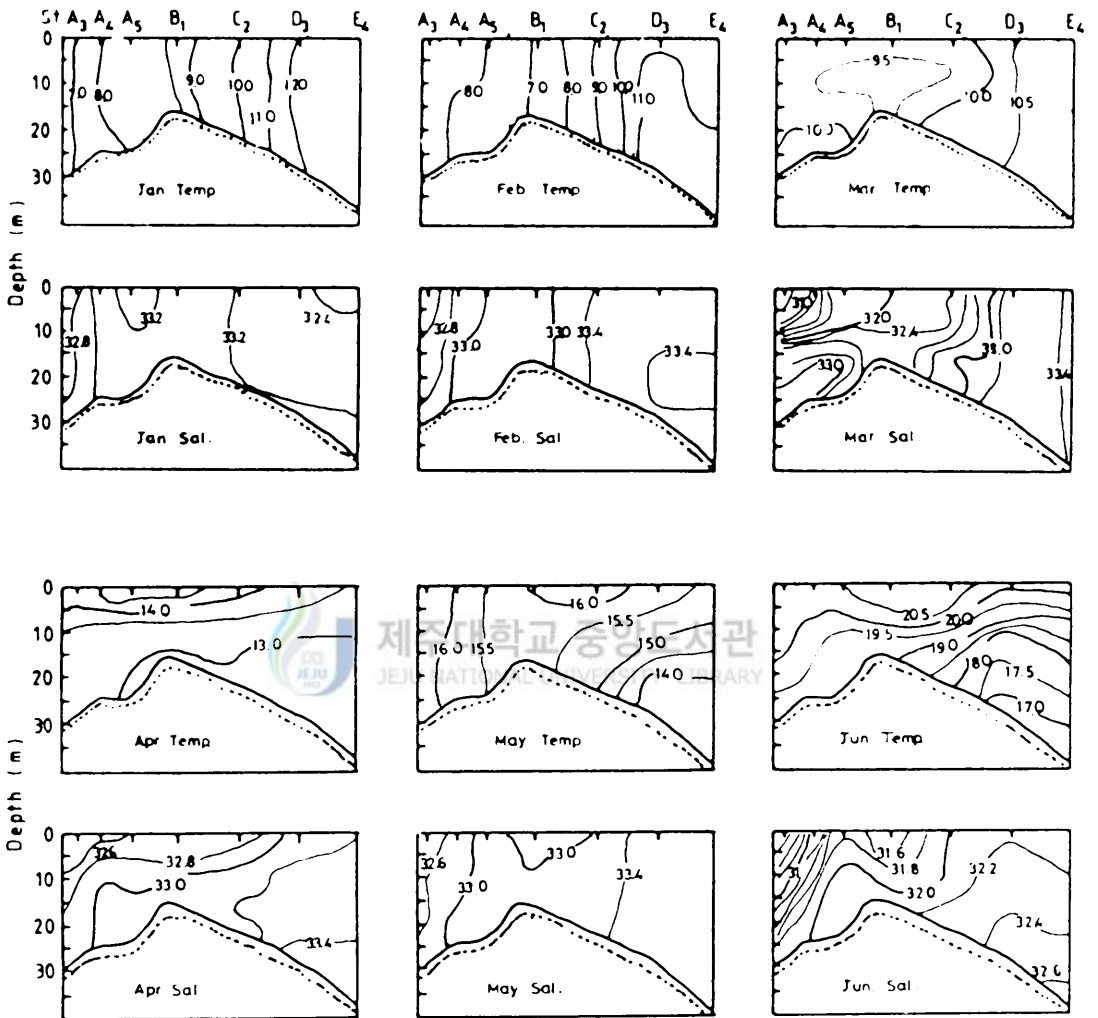 St A3 A4 A5 B1 C2 D3 E4
A3 A4 A5 B1 C2 D3 E4
A3 A4 A5 B1 C2 D3 E4
Depth (m)
0
10
20
30
8.0 9.0 10.0 11.0 12.0
Jan Temp
8.0 7.0 8.0 9.0 10.0 11.0
Feb Temp
9.5 10.0 10.0 10.5
Mar Temp
0
10
20
30
32.8 33.2 33.2 32.4
Jan Sal.
32.8 33.0 33.0 33.4 33.4
Feb. Sal
31.0 32.0 32.4 33.0 33.0 33.4
Mar Sal
Depth (m)
0
10
20
30
14.0 13.0
Apr Temp
16.0 15.5 16.0 15.5 15.0 14.0
May Temp
20.5 20.0 19.5 19.0 18.0 17.5 17.0
Jun Temp
제주대학교 중앙도서관
JEJU NATIONAL UNIVERSITY LIBRARY
JEJU
1952
0
10
20
30
32.6 32.8 33.0 33.4
Apr Sal
32.6 33.0 33.0 33.4
May Sal.
31. 31.6 31.8 32.0 32.2 32.4 32.6
Jun Sal.